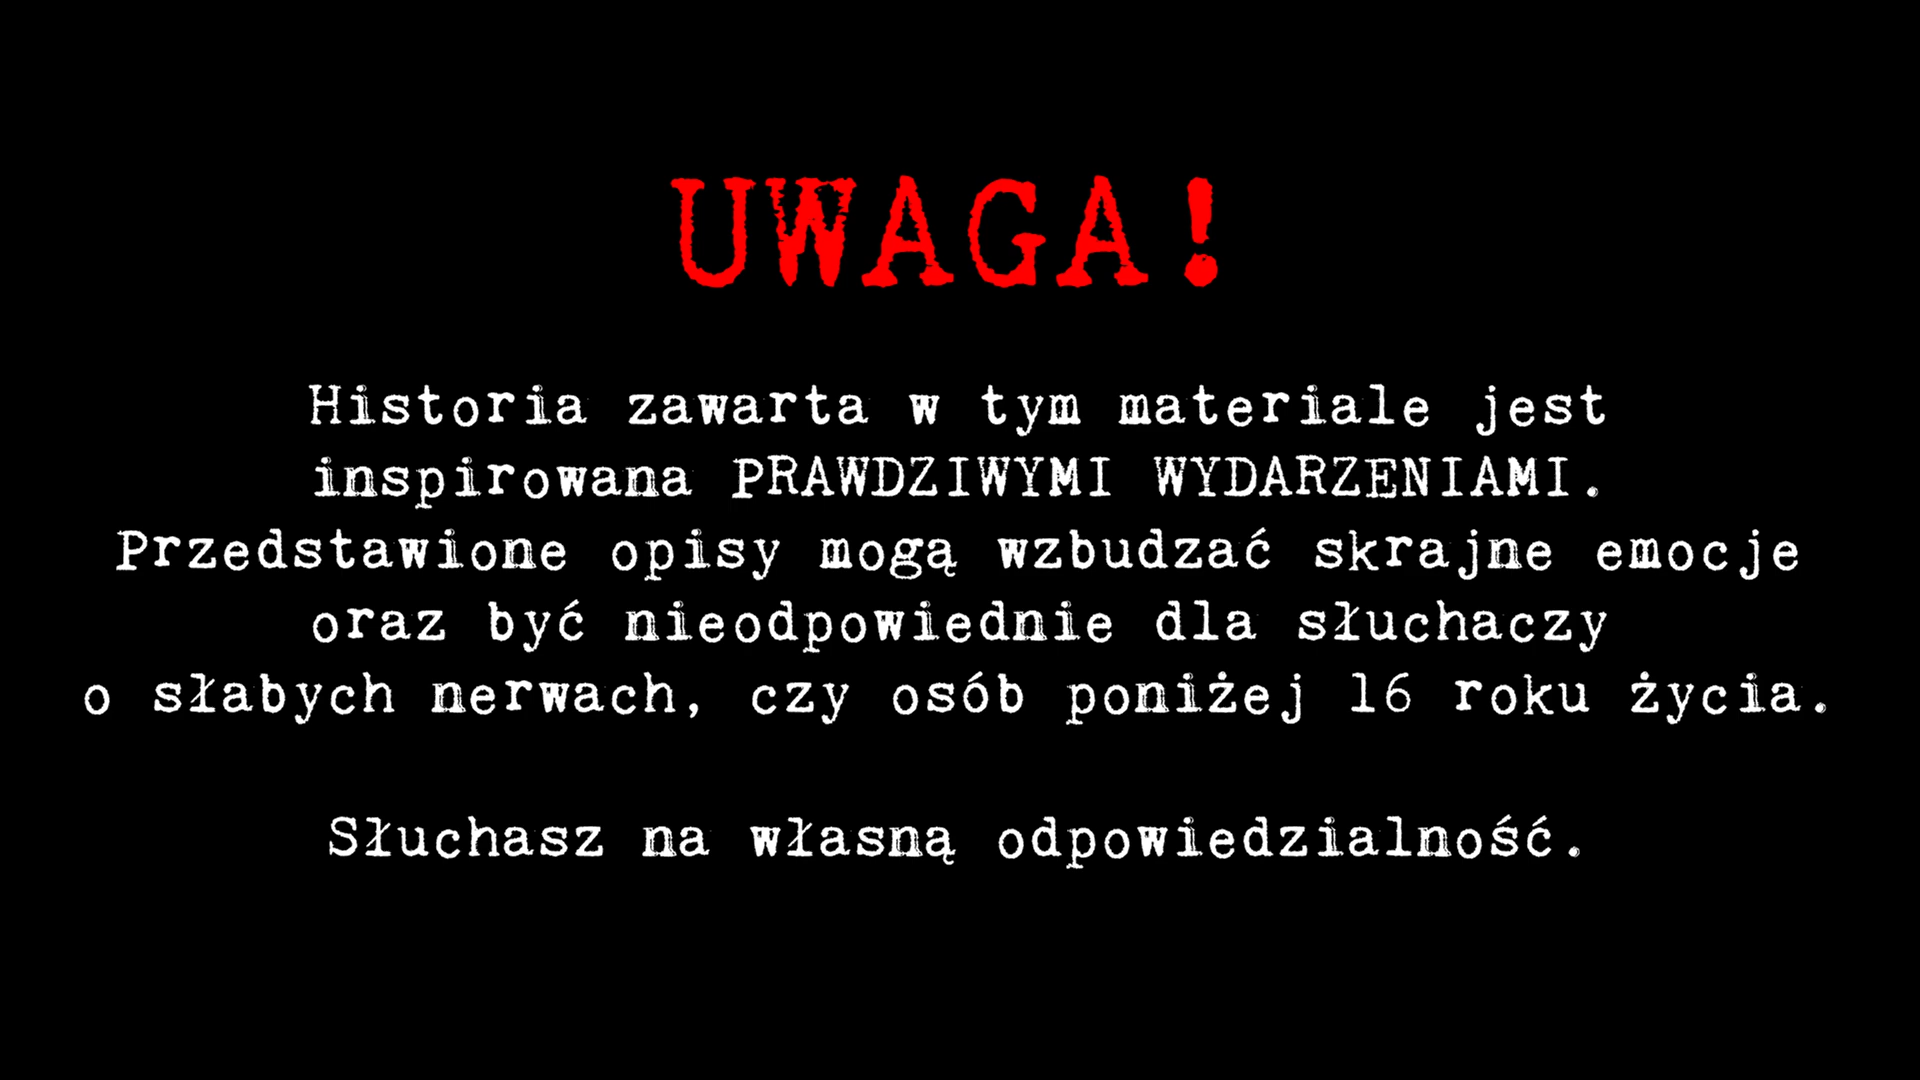 UWAGA!
Historia zawarta w tym materiale jest
inspirowana PRAWDZIWYMI WYDARZENIAMI.
Przedstawione opisy mogą wzbudzać skrajne emocje
oraz być nieodpowiednie dla słuchaczy
o słabych nerwach, czy osób poniżej 16 roku życia.
Słuchasz na własną odpowiedzialność.